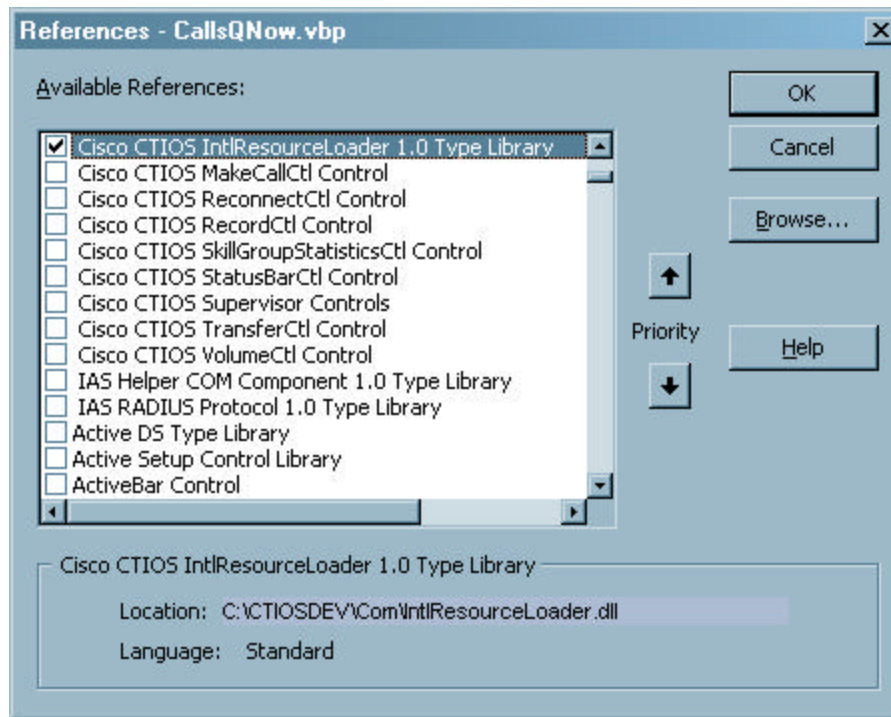 References - CallsQNow.vbp
Available References:
Cisco CTIOS IntlResourceLoader 1.0 Type Library
Cisco CTIOS MakeCallCtl Control
Cisco CTIOS ReconnectCtl Control
Cisco CTIOS RecordCtl Control
Cisco CTIOS SkillGroupStatisticsCtl Control
Cisco CTIOS StatusBarCtl Control
Cisco CTIOS Supervisor Controls
Cisco CTIOS TransferCtl Control
Cisco CTIOS VolumeCtl Control
IAS Helper COM Component 1.0 Type Library
IAS RADIUS Protocol 1.0 Type Library
Active DS Type Library
Active Setup Control Library
ActiveBar Control
OK
Cancel
Browse...
Priority
Help
Cisco CTIOS IntlResourceLoader 1.0 Type Library
Location: C:\CTIOSDEV\Com\IntlResourceLoader.dll
Language: Standard